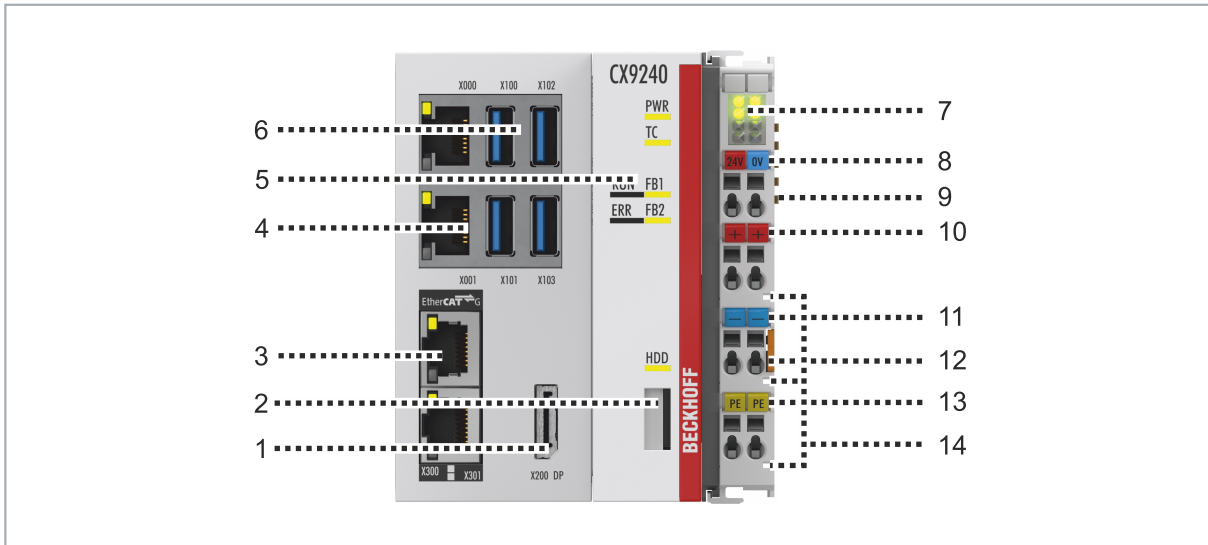 CX9240
X000 X100 X102
PWR
7
6
TC
24V 0V
8
5
RUN FB1
9
4
ERR FB2
+ +
10
X001 X101 X103
EtherCAT G
11
3
HDD
12
2
BECKHOFF
PE PE
13
1
14
X300 X301
X200 DP